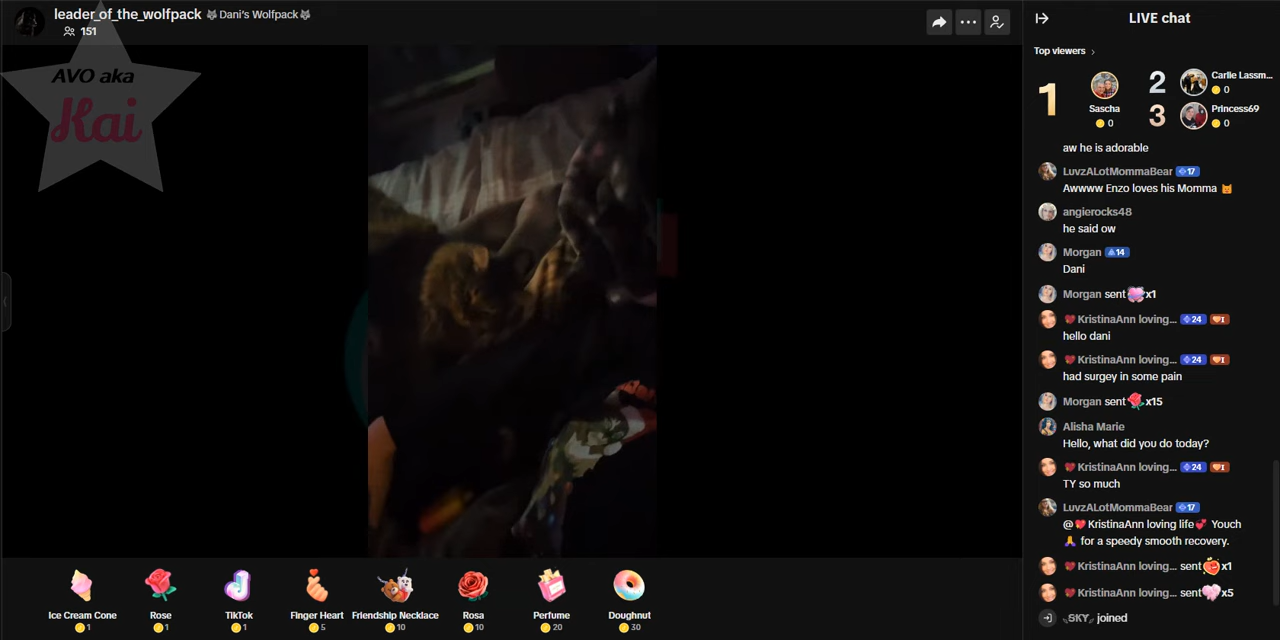 leader_of_the_wolfpack 🐺Dani's Wolfpack🐺
151
AVO aka
Kai
LIVE chat
Top viewers >
1
Sascha
0
2
Carlie Lassm...
0
3
Princess69
0
aw he is adorable
LuvzALotMommaBear 17
Awwww Enzo loves his Momma 😺
angierocks48
he said ow
Morgan 14
Dani
Morgan sent x1
KristinaAnn loving... 24 I
hello dani
KristinaAnn loving... 24 I
had surgey in some pain
Morgan sent x15
Alisha Marie
Hello, what did you do today?
KristinaAnn loving... 24 I
TY so much
LuvzALotMommaBear 17
@💖KristinaAnn loving life💞 Youch
🙏 for a speedy smooth recovery.
KristinaAnn loving... sent x1
KristinaAnn loving... sent x5
SKY joined
Ice Cream Cone
1
Rose
1
TikTok
1
Finger Heart
5
Friendship Necklace
10
Rosa
10
Perfume
20
Doughnut
30